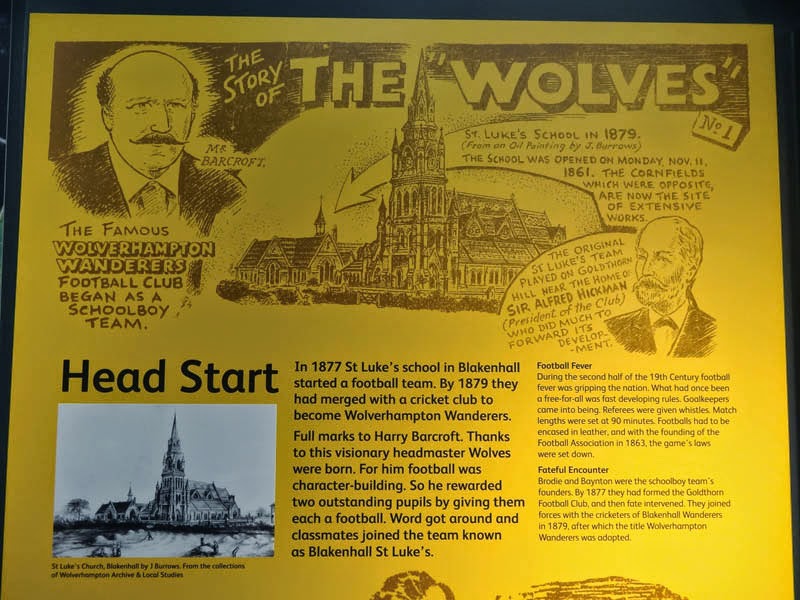 THE STORY OF THE "WOLVES"
No 1
MR BARCROFT.
ST. LUKE'S SCHOOL IN 1879.
(From an Oil Painting by J. Burrows)
THE SCHOOL WAS OPENED ON MONDAY, NOV. 11,
1861. THE CORNFIELDS
WHICH WERE OPPOSITE,
ARE NOW THE SITE
OF EXTENSIVE
WORKS.
THE FAMOUS
WOLVERHAMPTON
WANDERERS
FOOTBALL CLUB
BEGAN AS A
SCHOOLBOY
TEAM.
THE ORIGINAL
ST LUKE'S TEAM
PLAYED ON GOLDTHORN
HILL NEAR THE HOME OF
SIR ALFRED HICKMAN
(President of the Club)
WHO DID MUCH TO
FORWARD ITS
DEVELOP-
-MENT.
Head Start
In 1877 St Luke's school in Blakenhall
started a football team. By 1879 they
had merged with a cricket club to
become Wolverhampton Wanderers.
Full marks to Harry Barcroft. Thanks
to this visionary headmaster Wolves
were born. For him football was
character-building. So he rewarded
two outstanding pupils by giving them
each a football. Word got around and
classmates joined the team known
as Blakenhall St Luke's.
St Luke's Church, Blakenhall by J Burrows. From the collections
of Wolverhampton Archive & Local Studies
Football Fever
During the second half of the 19th Century football
fever was gripping the nation. What had once been
a free-for-all was fast developing rules. Goalkeepers
came into being. Referees were given whistles. Match
lengths were set at 90 minutes. Footballs had to be
encased in leather, and with the founding of the
Football Association in 1863, the game's laws
were set down.
Fateful Encounter
Brodie and Baynton were the schoolboy team's
founders. By 1877 they had formed the Goldthorn
Football Club, and then fate intervened. They joined
forces with the cricketers of Blakenhall Wanderers
in 1879, after which the title Wolverhampton
Wanderers was adopted.